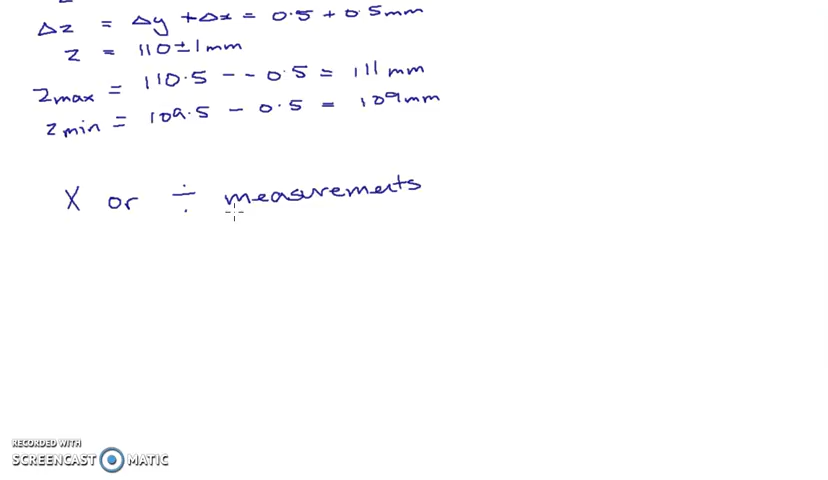 Δz = Δy + Δx = 0.5 + 0.5mm
z = 110 ± 1mm
zmax = 110.5 - - 0.5 = 111 mm
zmin = 109.5 - 0.5 = 109mm
X or ÷ measurements
RECORDED WITH
SCREENCAST MATIC